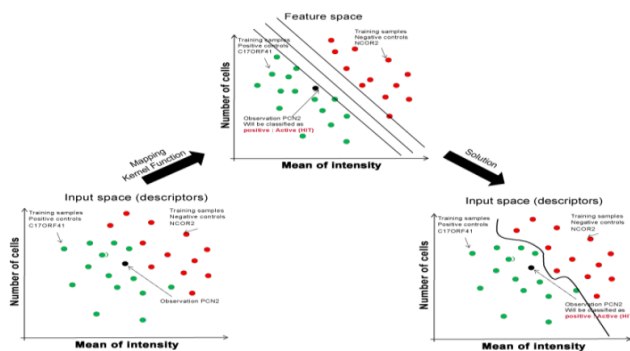 Feature space
Training samples
Positive controls
C17ORF41
Training samples
Negative controls
NCOR2
Number of cells
Observation PCN2
Will be classified as
positive - Active (HIT)
Mean of intensity
Mapping
Kernel Function
Solution
Input space (descriptors)
Training samples
Positive controls
C17ORF41
Training samples
Negative controls
NCOR2
Number of cells
Observation PCN2
Mean of intensity
Input space (descriptors)
Training samples
Positive controls
C17ORF41
Training samples
Negative controls
NCOR2
Number of cells
Observation PCN2
Will be classified as
positive - Active (HI
Mean of intensity